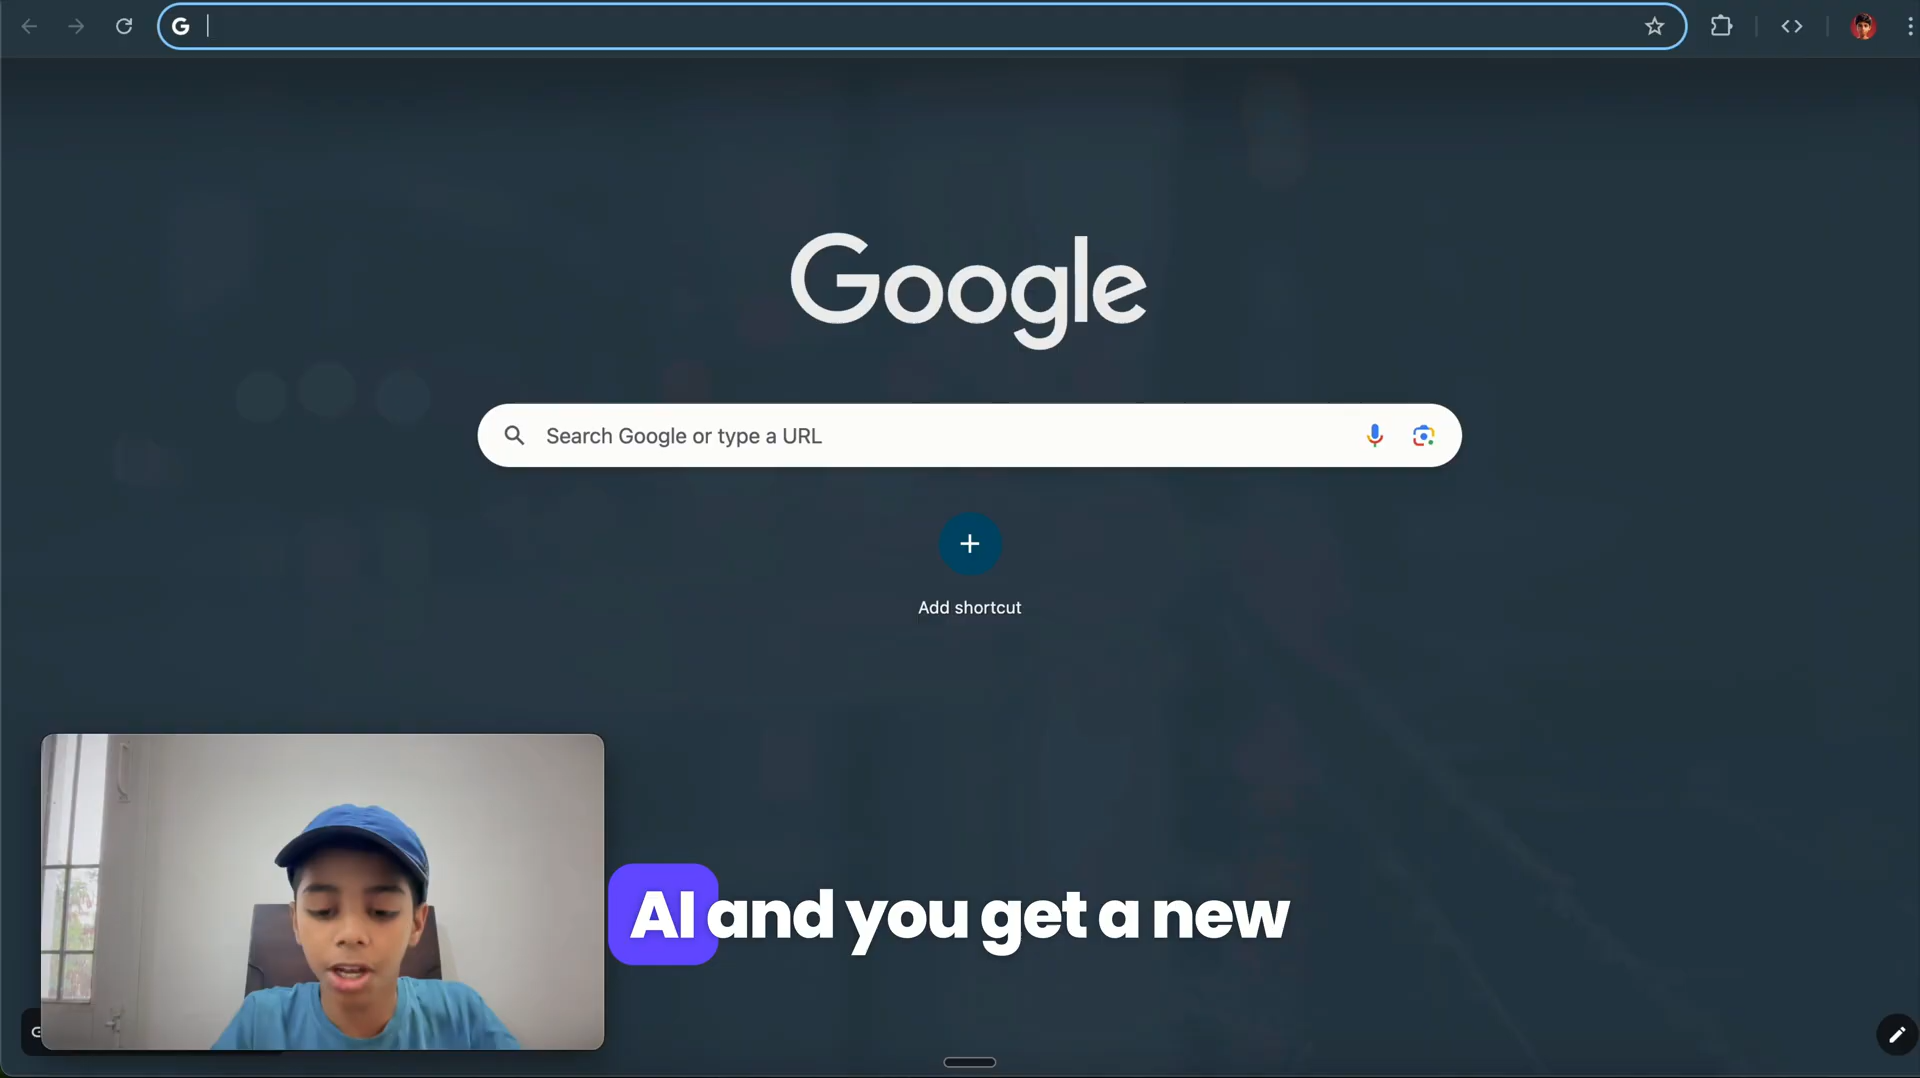 G
Google
Search Google or type a URL
Add shortcut
AI and you get a new
G